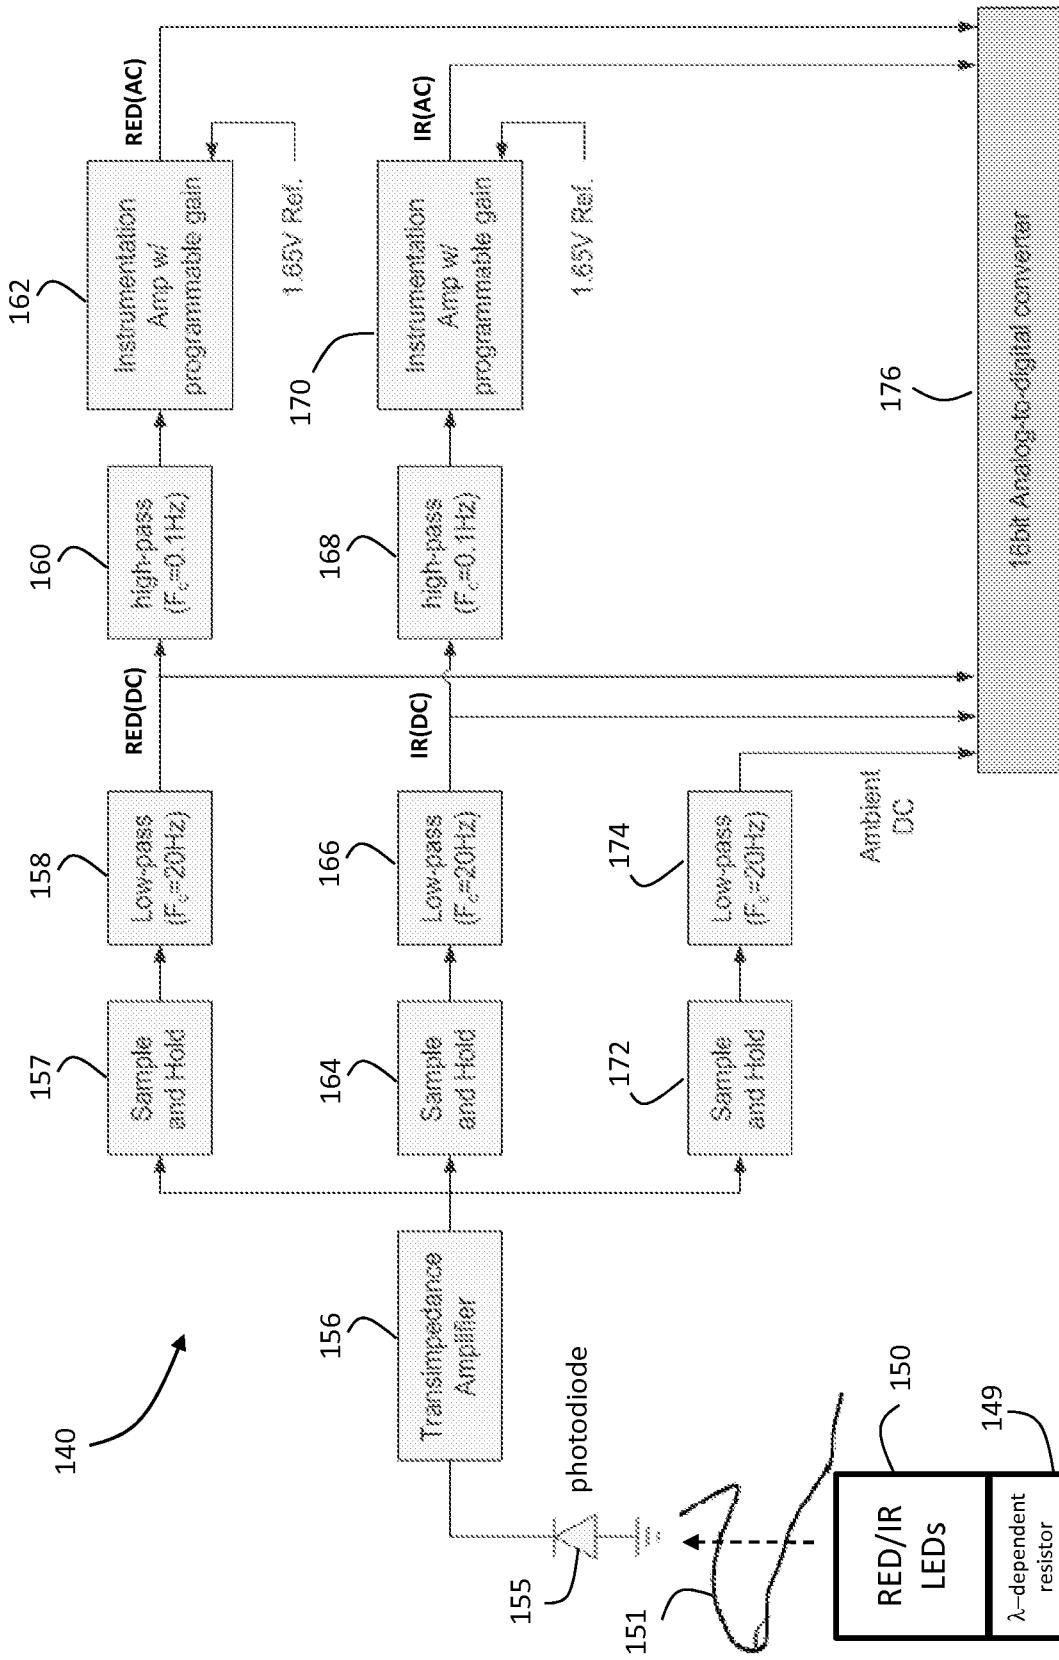 140
RED/IR
LEDs
150
λ–dependent
resistor
149
151
155
photodiode
156
Transimpedance
Amplifier
157
Sample
and Hold
158
Low-pass
(Fc=20Hz)
RED(DC)
160
high-pass
(Fc=0.1Hz)
162
Instrumentation
Amp w/
programmable gain
RED(AC)
1.65V Ref.
164
Sample
and Hold
166
Low-pass
(Fc=20Hz)
IR(DC)
168
high-pass
(Fc=0.1Hz)
170
Instrumentation
Amp w/
programmable gain
IR(AC)
1.65V Ref.
172
Sample
and Hold
174
Low-pass
(Fc=20Hz)
Ambient
DC
176
16bit Analog-to-digital converter